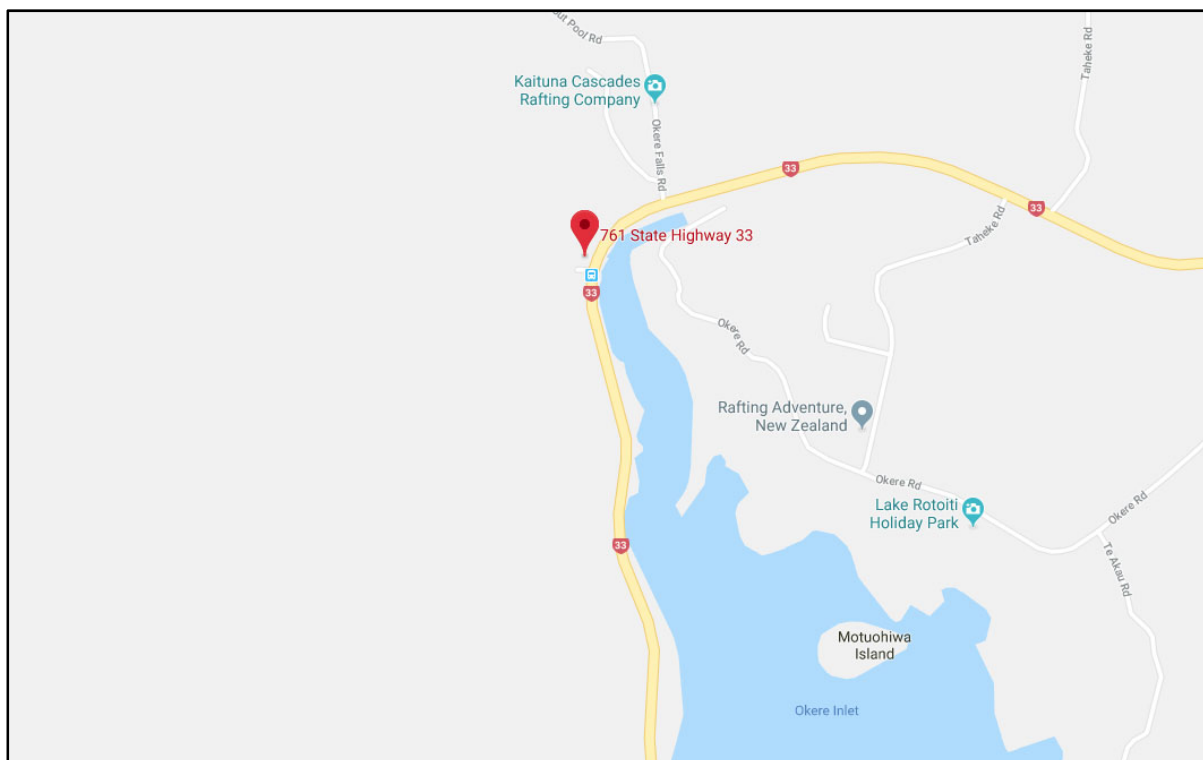 out Pool Rd
Kaituna Cascades
Rafting Company
Okere Falls Rd
Taheke Rd
33
33
761 State Highway 33
Taheke Rd
33
Okere Rd
Rafting Adventure,
New Zealand
Okere Rd
Okere Rd
Lake Rotoiti
Holiday Park
33
Te Akau Rd
Motuohiwa
Island
Okere Inlet